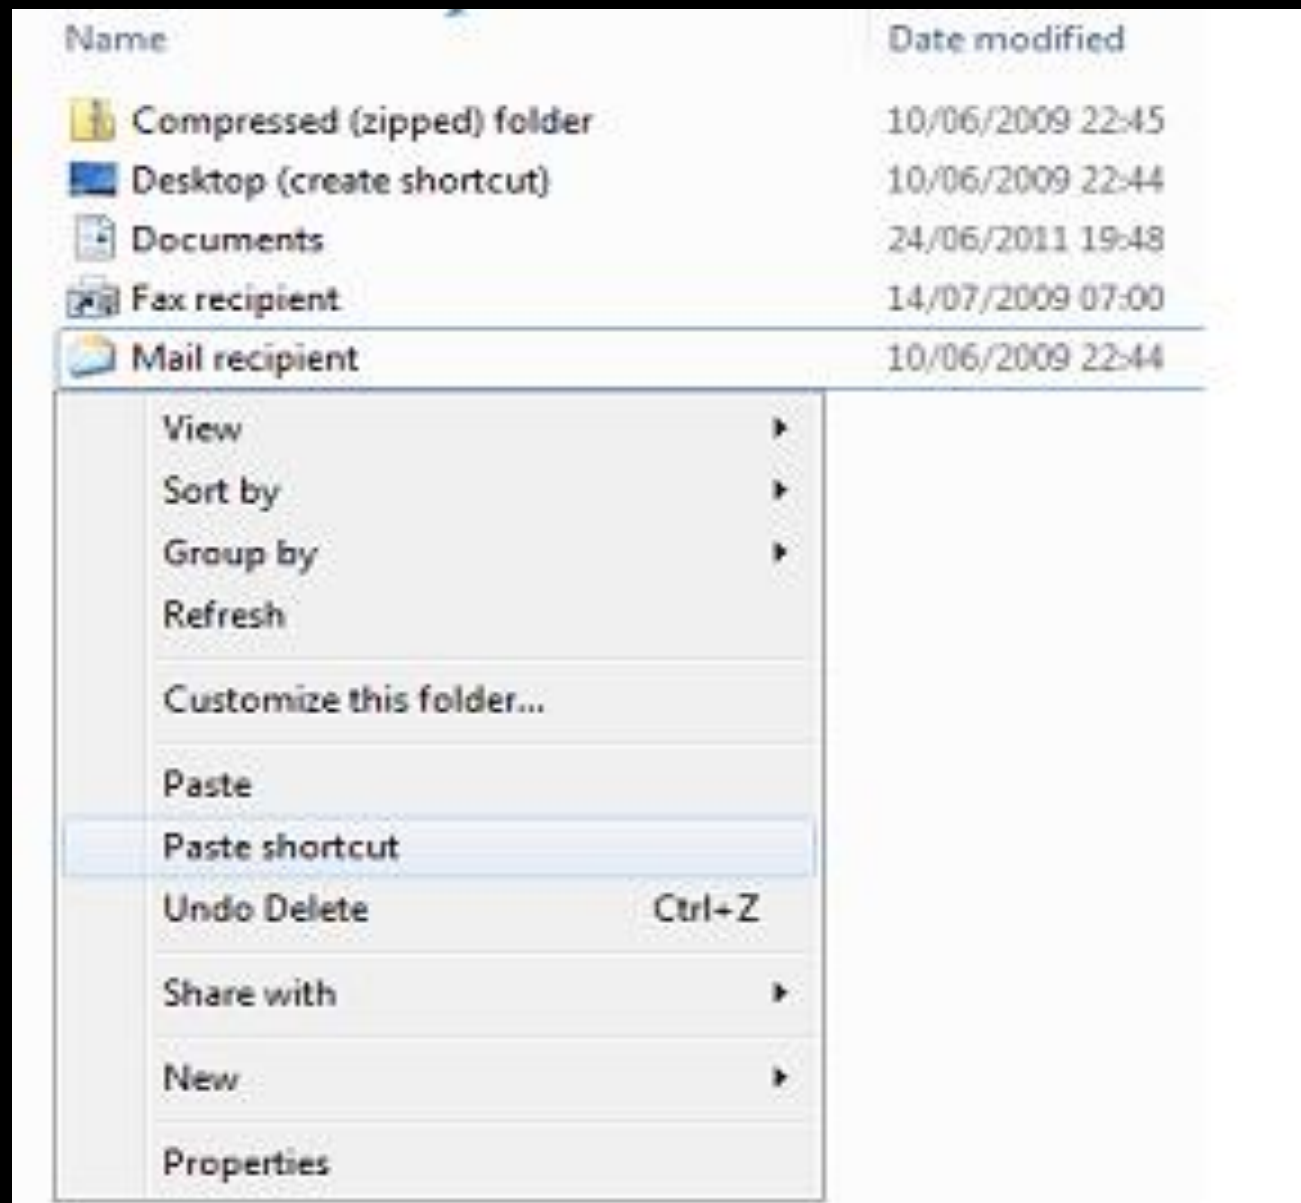 Name Date modified
Compressed (zipped) folder 10/06/2009 22:45
Desktop (create shortcut) 10/06/2009 22:44
Documents 24/06/2011 19:48
Fax recipient 14/07/2009 07:00
Mail recipient 10/06/2009 22:44
View
Sort by
Group by
Refresh
Customize this folder...
Paste
Paste shortcut
Undo Delete Ctrl+Z
Share with
New
Properties